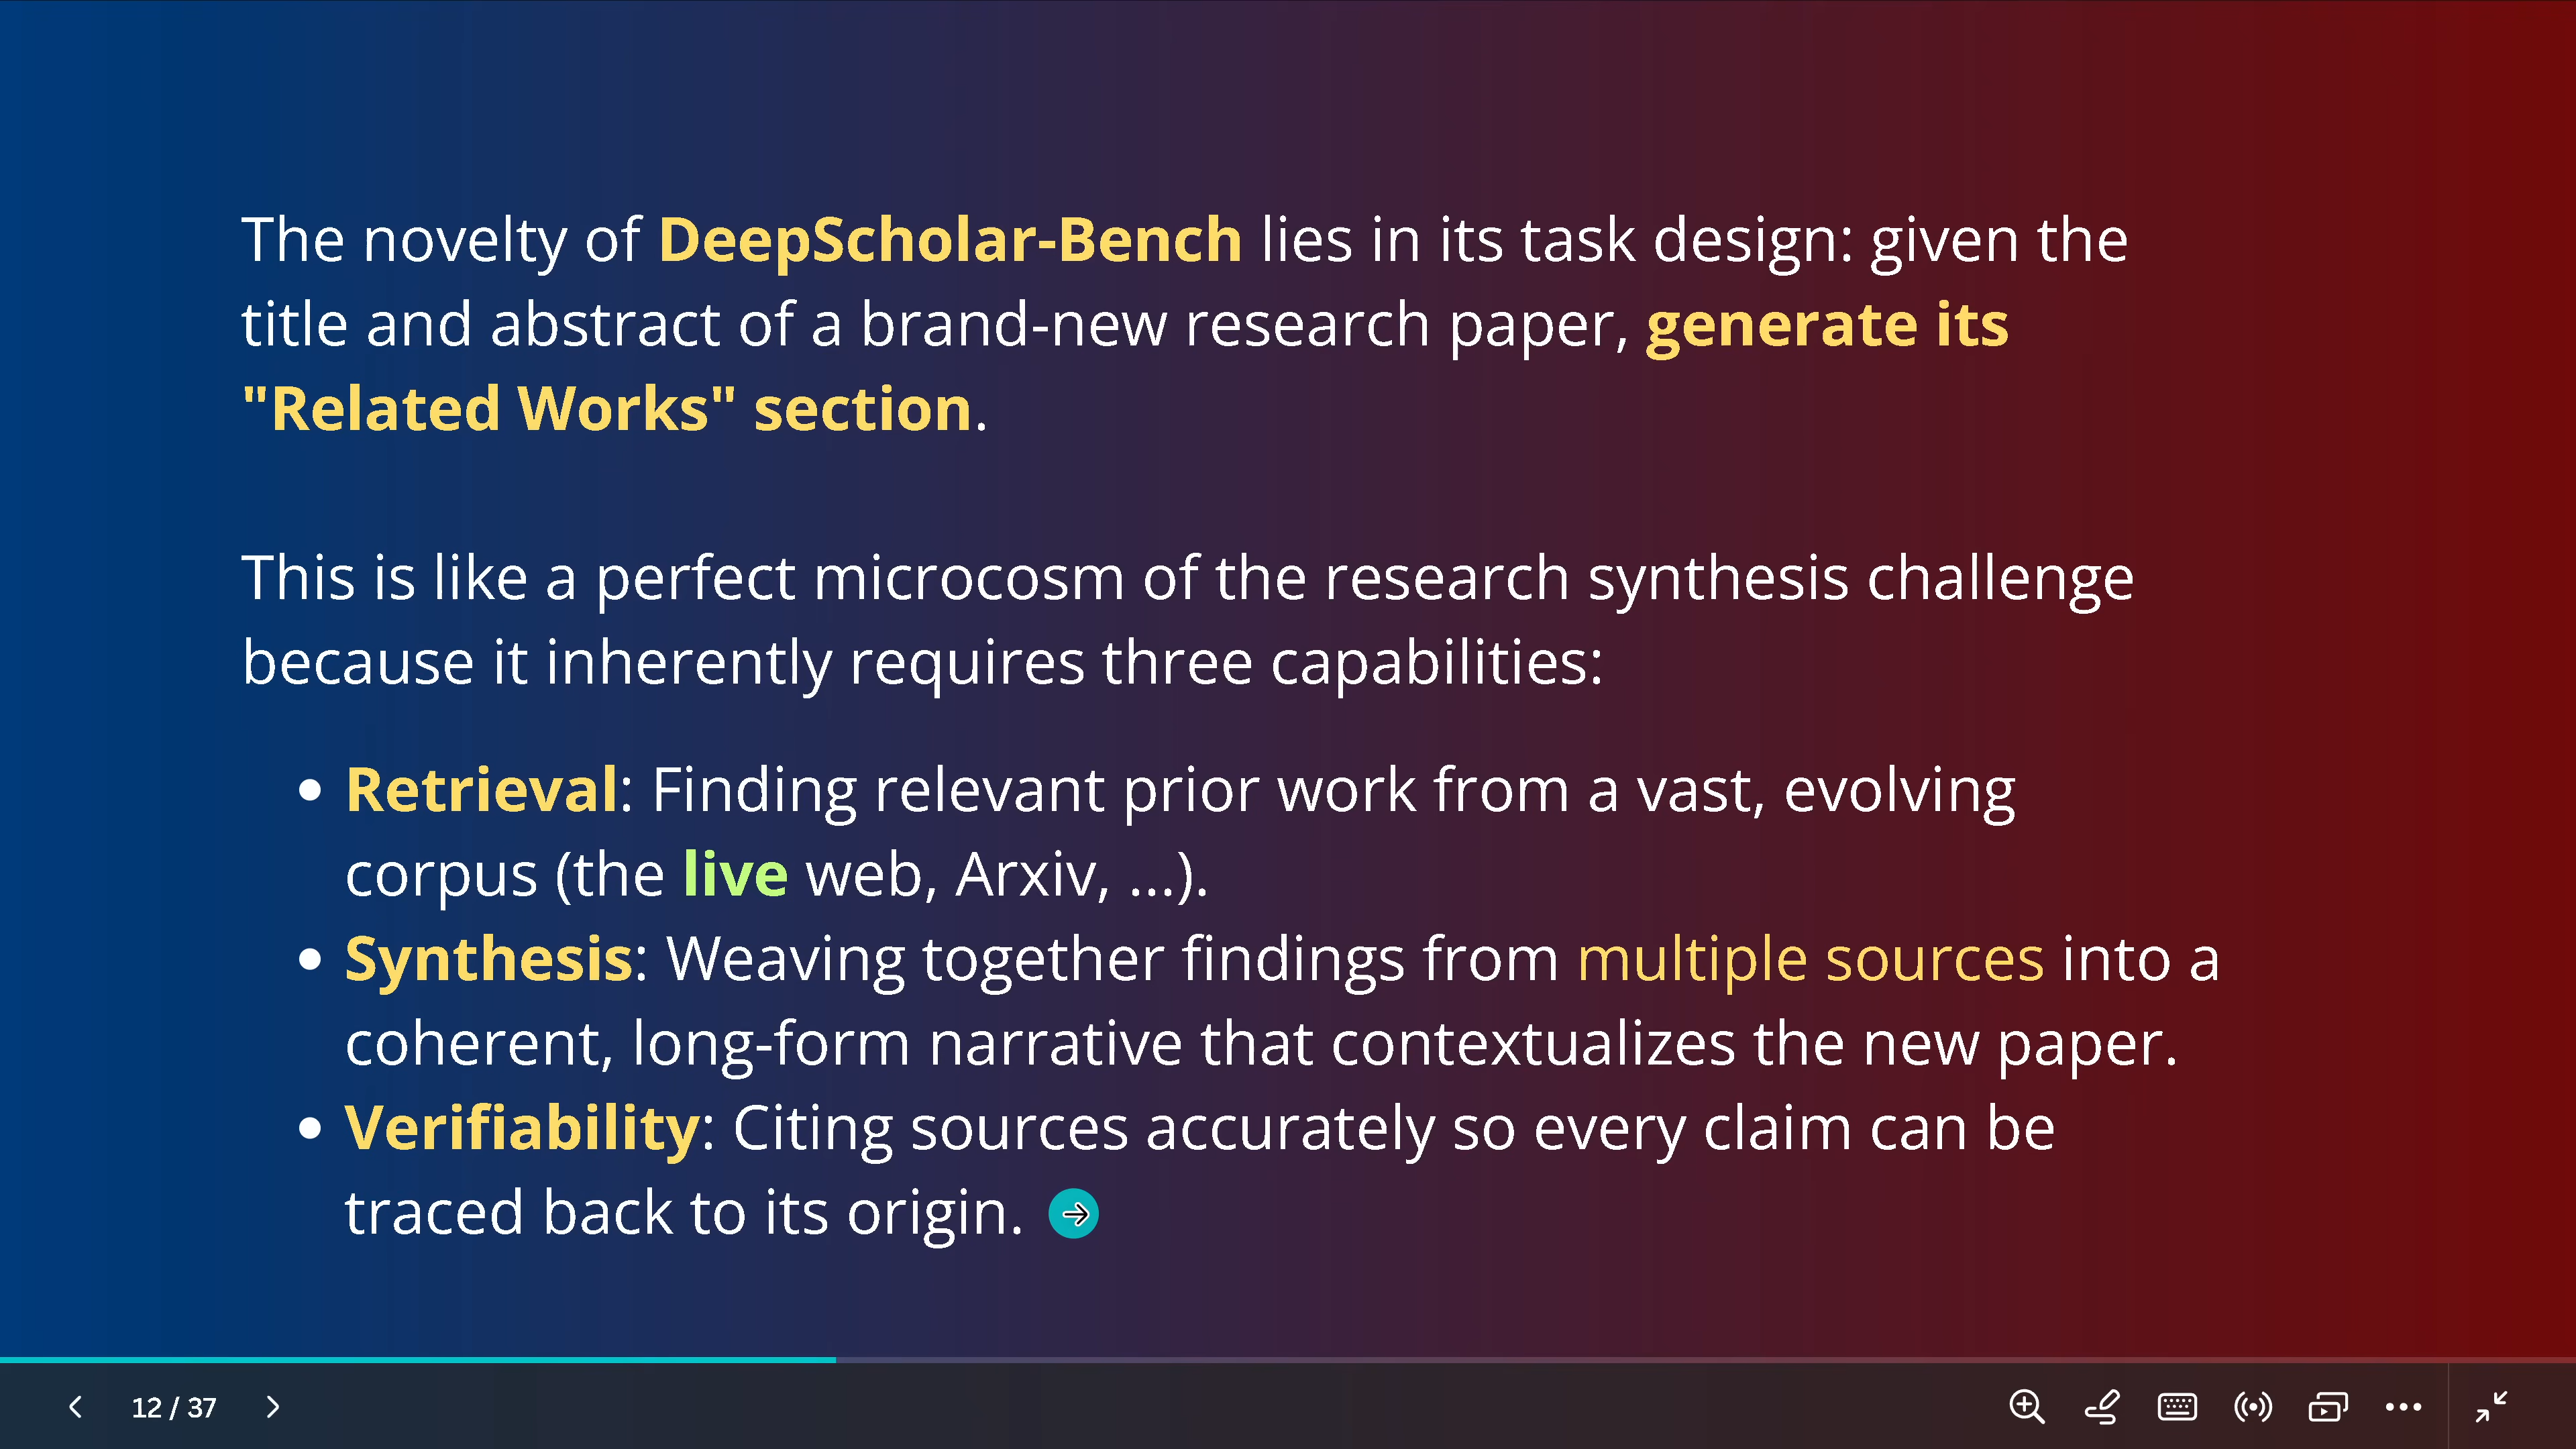 The novelty of DeepScholar-Bench lies in its task design: given the
title and abstract of a brand-new research paper, generate its
"Related Works" section.
This is like a perfect microcosm of the research synthesis challenge
because it inherently requires three capabilities:
• Retrieval: Finding relevant prior work from a vast, evolving
corpus (the live web, Arxiv, ...).
• Synthesis: Weaving together findings from multiple sources into a
coherent, long-form narrative that contextualizes the new paper.
• Verifiability: Citing sources accurately so every claim can be
traced back to its origin.
12 / 37